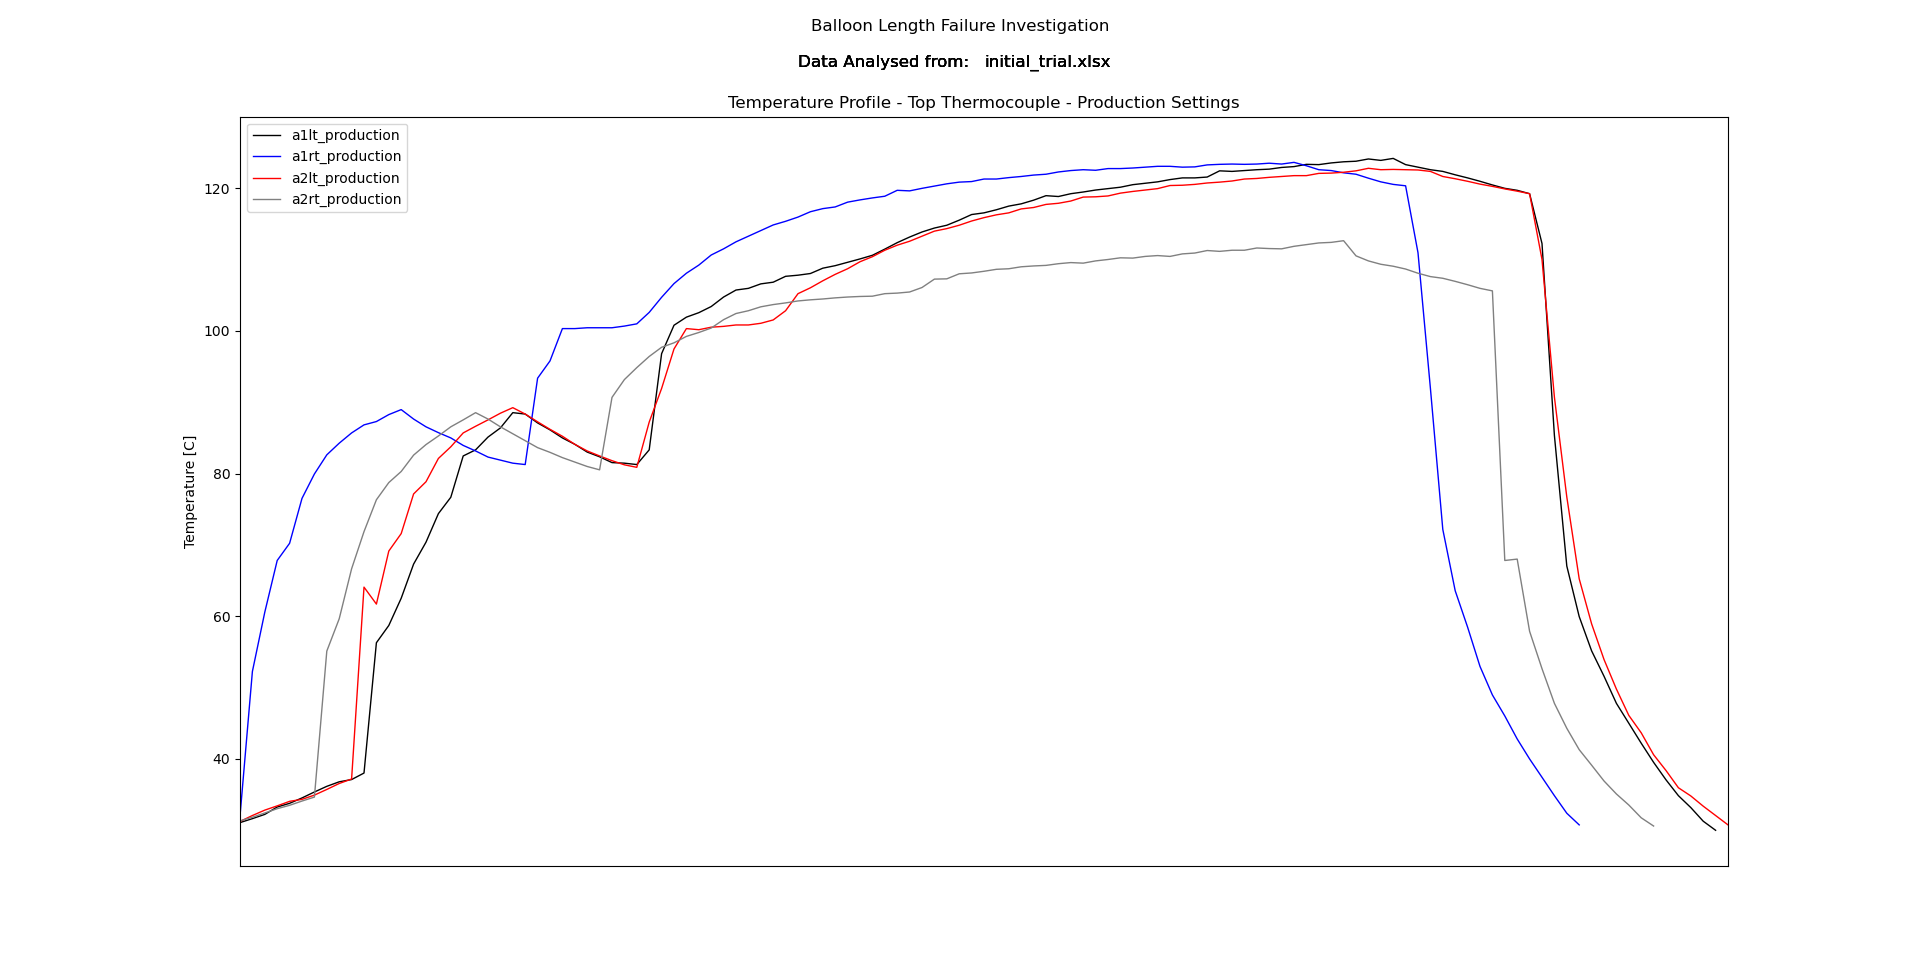 Balloon Length Failure Investigation
Data Analysed from:   initial_trial.xlsx
Temperature Profile - Top Thermocouple - Production Settings
a1lt_production
a1rt_production
a2lt_production
a2rt_production
120
100
80
60
40
Temperature [C]